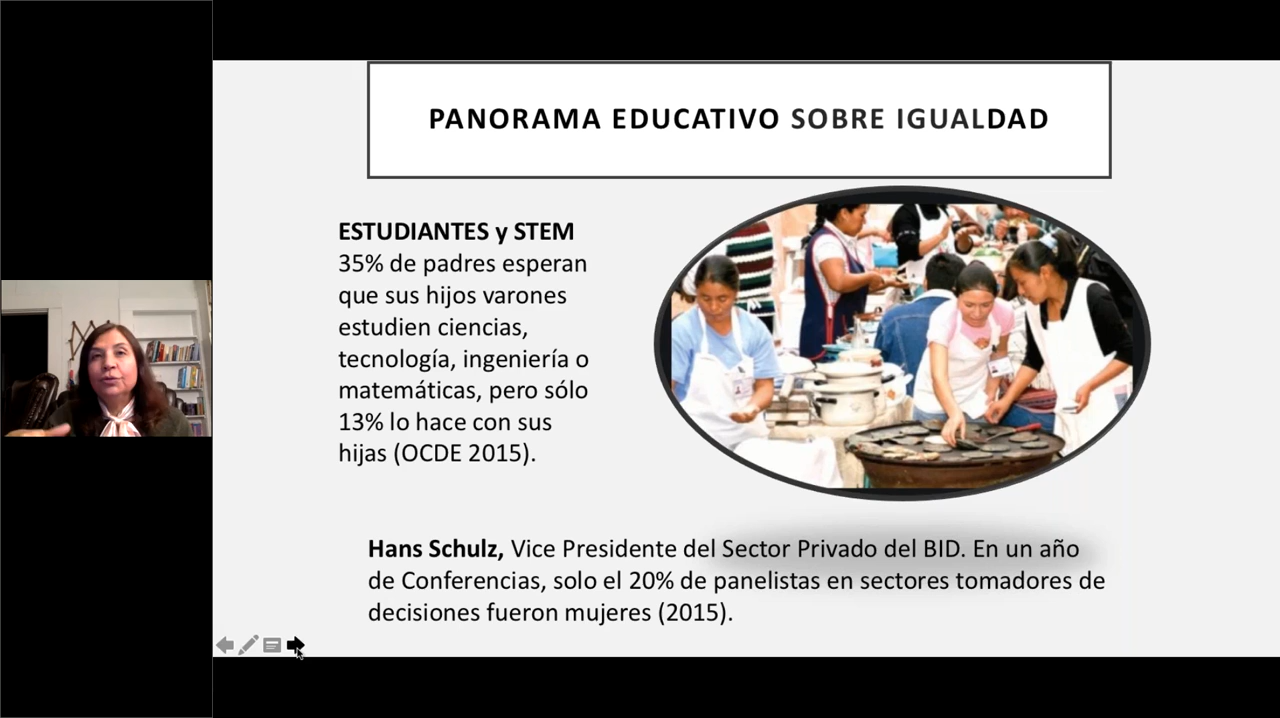 PANORAMA EDUCATIVO SOBRE IGUALDAD
ESTUDIANTES y STEM
35% de padres esperan
que sus hijos varones
estudien ciencias,
tecnología, ingeniería o
matemáticas, pero sólo
13% lo hace con sus
hijas (OCDE 2015).
Hans Schulz, Vice Presidente del Sector Privado del BID. En un año
de Conferencias, solo el 20% de panelistas en sectores tomadores de
decisiones fueron mujeres (2015).